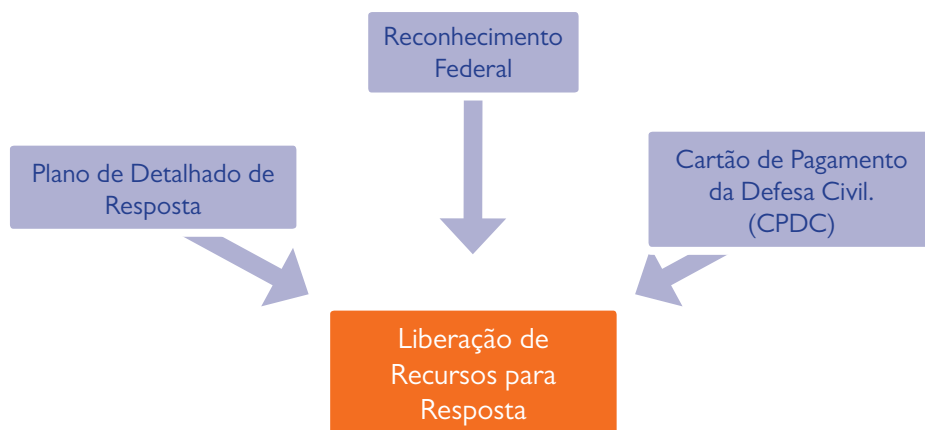 Reconhecimento
Federal
Plano de Detalhado de
Resposta
Cartão de Pagamento
da Defesa Civil.
(CPDC)
Liberação de
Recursos para
Resposta